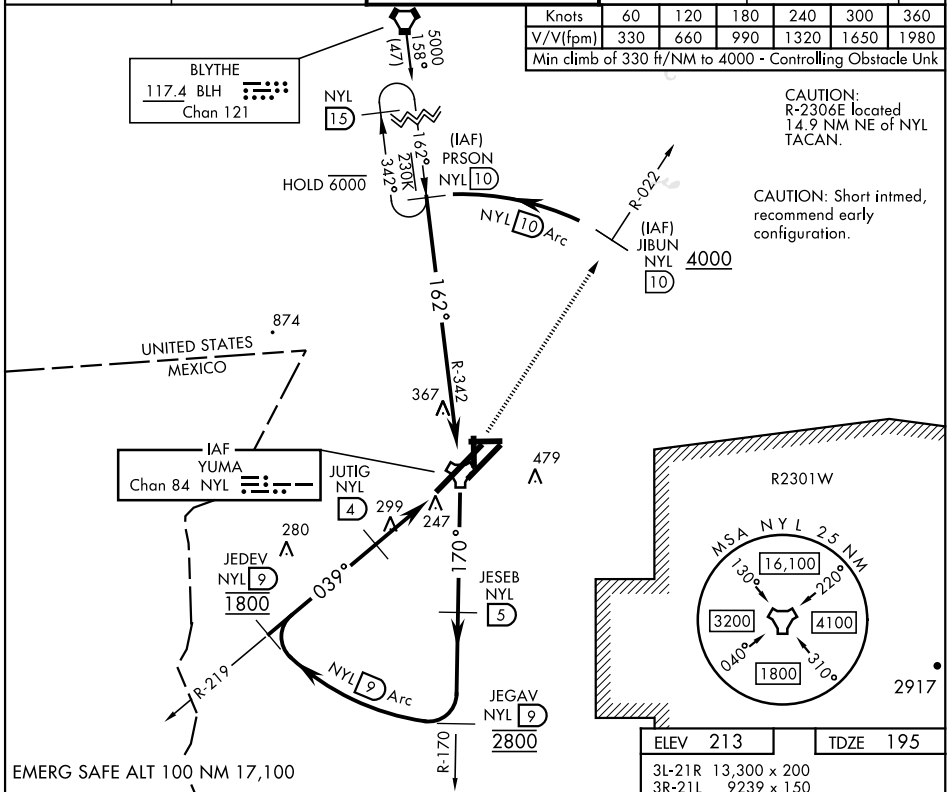 Knots 60 120 180 240 300 360
V/V(fpm) 330 660 990 1320 1650 1980
Min climb of 330 ft/NM to 4000 - Controlling Obstacle Unk
5000
158°
(47)
BLYTHE
117.4 BLH
Chan 121
NYL
15
CAUTION:
R-2306E located
14.9 NM NE of NYL
TACAN.
(IAF)
PRSON
NYL 10
162°
230K
342°
HOLD 6000
R-022
NYL 10 Arc
CAUTION: Short intmed,
recommend early
configuration.
(IAF)
JIBUN
NYL 4000
10
162°
874
UNITED STATES
MEXICO
R-342
367
IAF
YUMA
Chan 84 NYL
JUTIG
NYL
4
479
299
247
280
R2301W
MSA NYL 25 NM
130°
16,100
220°
3200
4100
040°
1800
310°
2917
JEDEV
NYL 9
1800
039°
170°
JESEB
NYL
5
R-219
NYL 9 Arc
JEGAV
NYL 9
2800
R-170
EMERG SAFE ALT 100 NM 17,100
ELEV 213 TDZE 195
3L-21R 13,300 x 200
3R-21L 9239 x 150